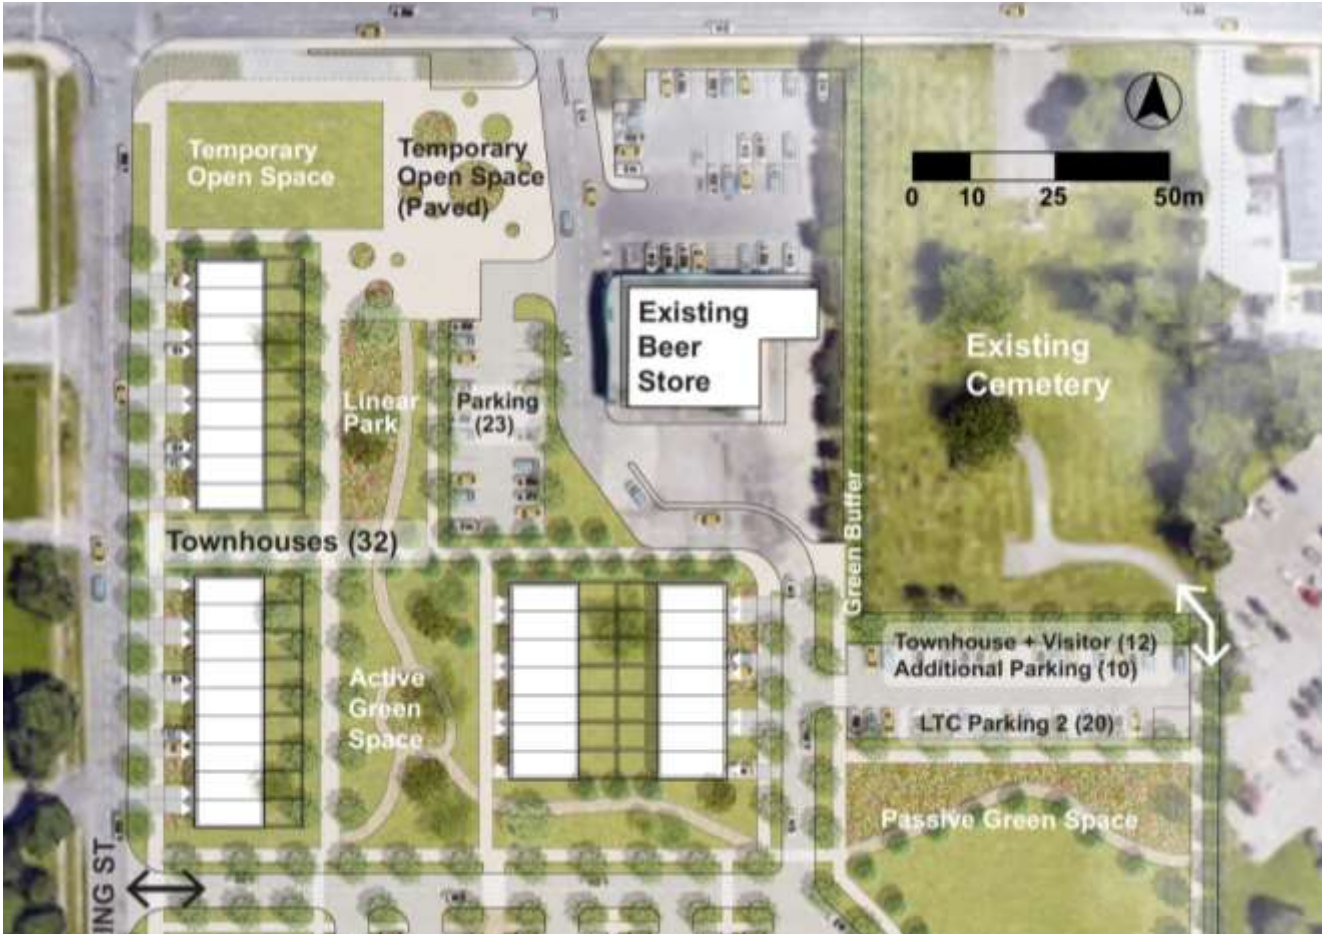 Temporary
Open Space
Temporary
Open Space
(Paved)
0 10 25 50m
Existing
Beer
Store
Existing
Cemetery
Linear
Park
Parking
(23)
Green Buffer
Townhouses (32)
Townhouse + Visitor (12)
Additional Parking (10)
Active
Green
Space
LTC Parking 2 (20)
Passive Green Space
ING ST.